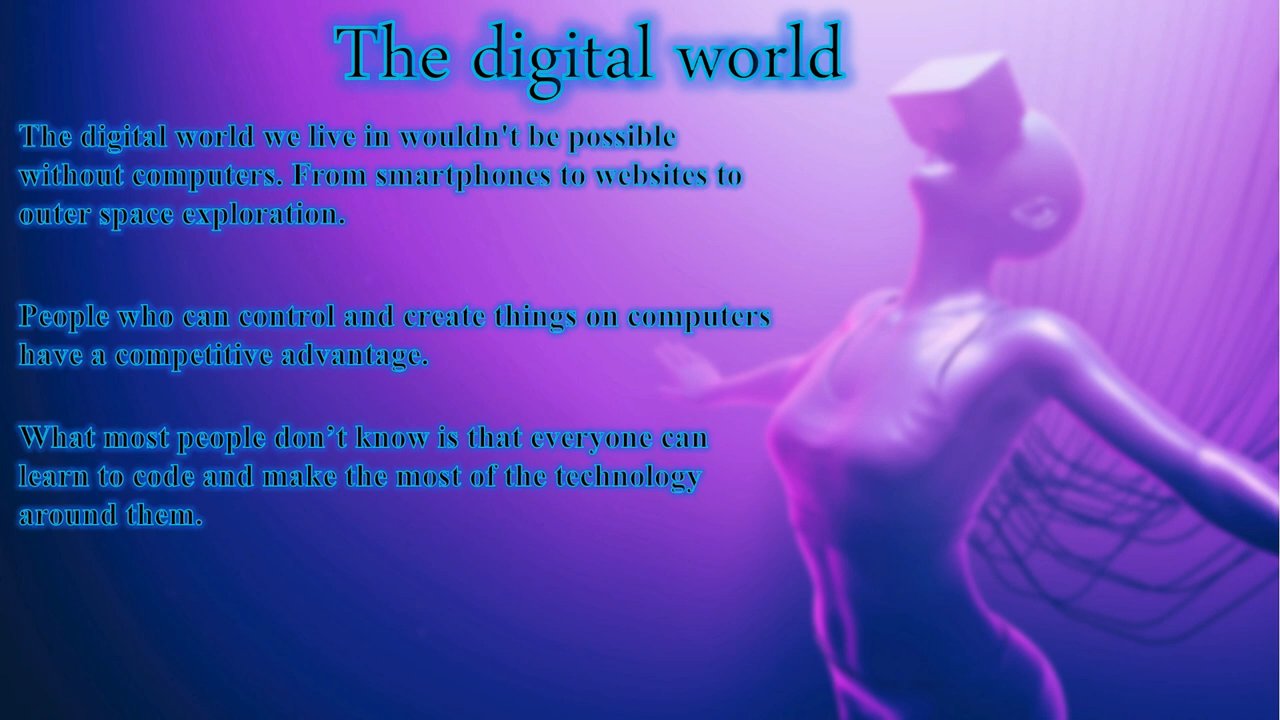 The digital world
The digital world we live in wouldn't be possible
without computers. From smartphones to websites to
outer space exploration.
People who can control and create things on computers
have a competitive advantage.
What most people don’t know is that everyone can
learn to code and make the most of the technology
around them.